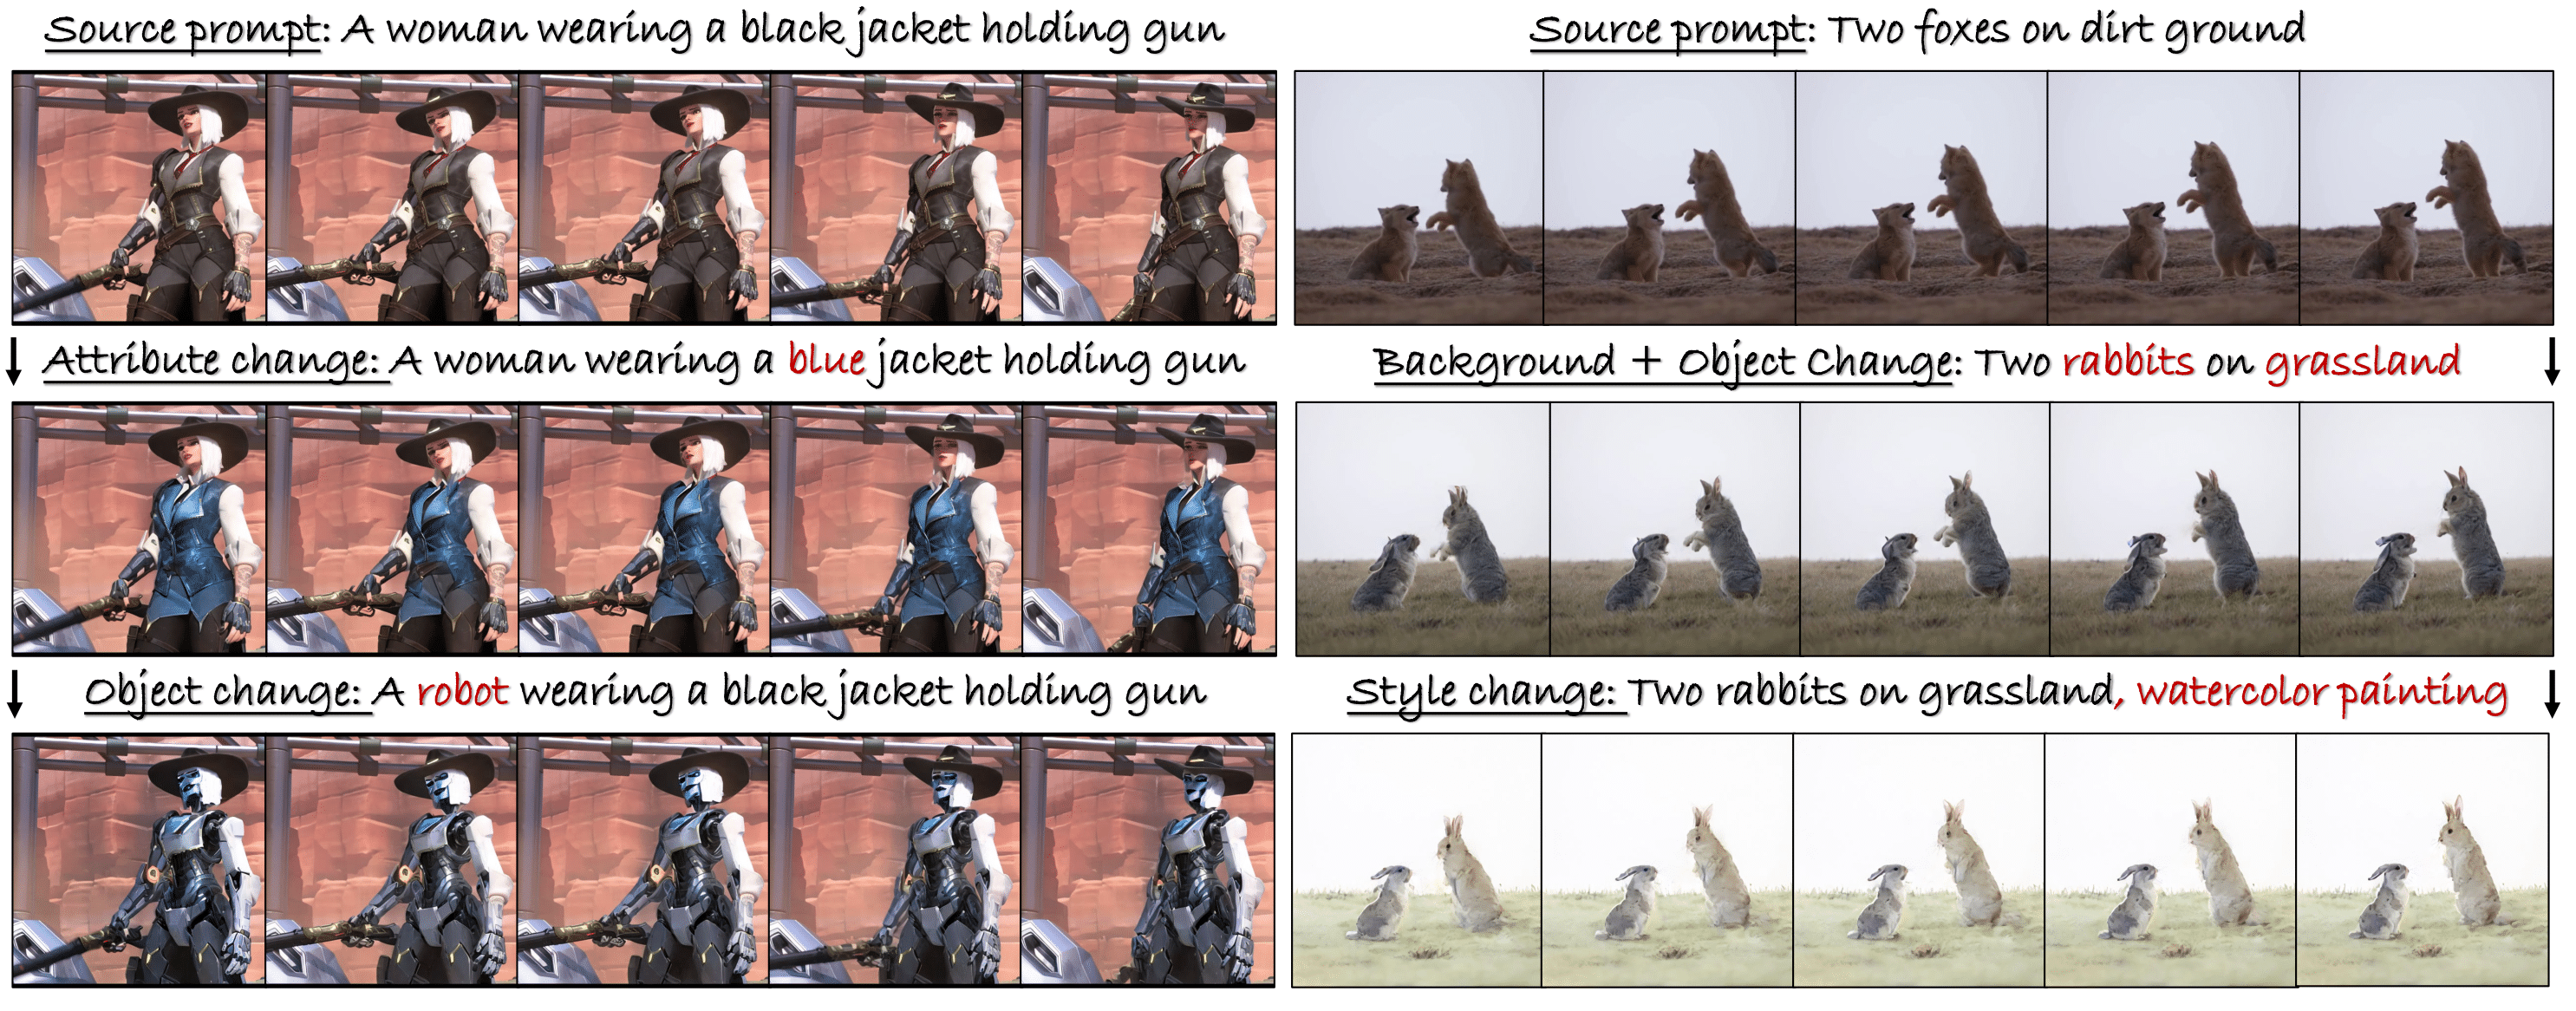 Source prompt: A woman wearing a black jacket holding gun
Source prompt: Two foxes on dirt ground
Attribute change: A woman wearing a blue jacket holding gun
Background + Object Change: Two rabbits on grassland
Object change: A robot wearing a black jacket holding gun
Style change: Two rabbits on grassland, watercolor painting